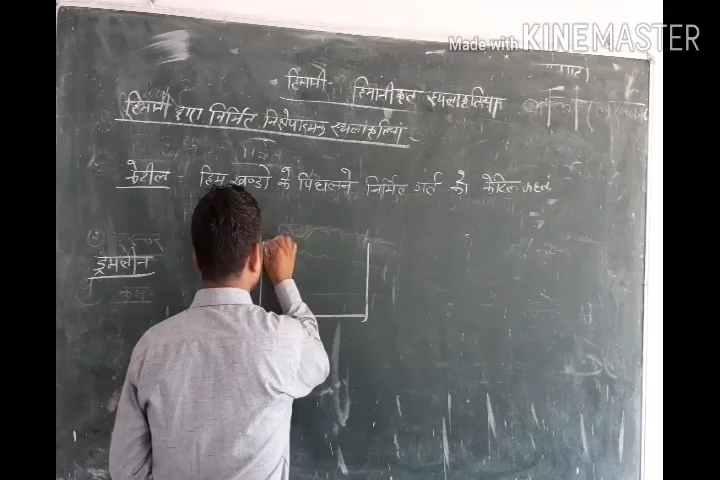 Made with KINEMASTER
हिमानी - हिमानीकृत स्थलाकृतियां
हिमानी द्वारा निर्मित निक्षेपात्मक स्थलाकृतियां
केटील - हिम खण्डो के पिघलने निर्मित गर्त को केटिल कहते
ड्रमलीन